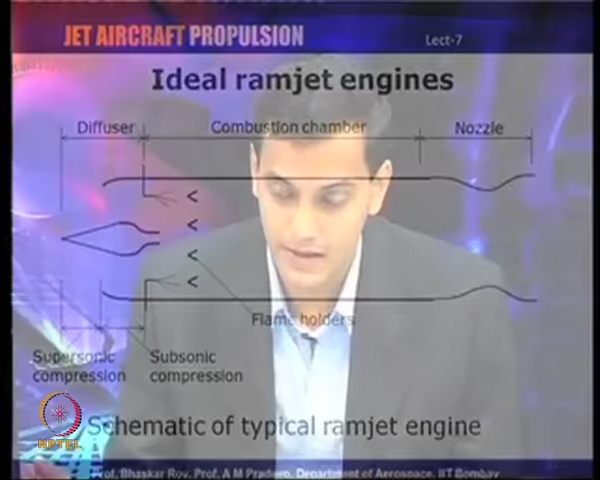 JET AIRCRAFT PROPULSION
Lect-7
Ideal ramjet engines
Diffuser Combustion chamber Nozzle
Flame holders
Supersonic compression
Subsonic compression
NPTEL
Schematic of typical ramjet engine
Prof. Bhaskar Roy, Prof. A M Pradeep, Department of Aerospace, IIT Bombay